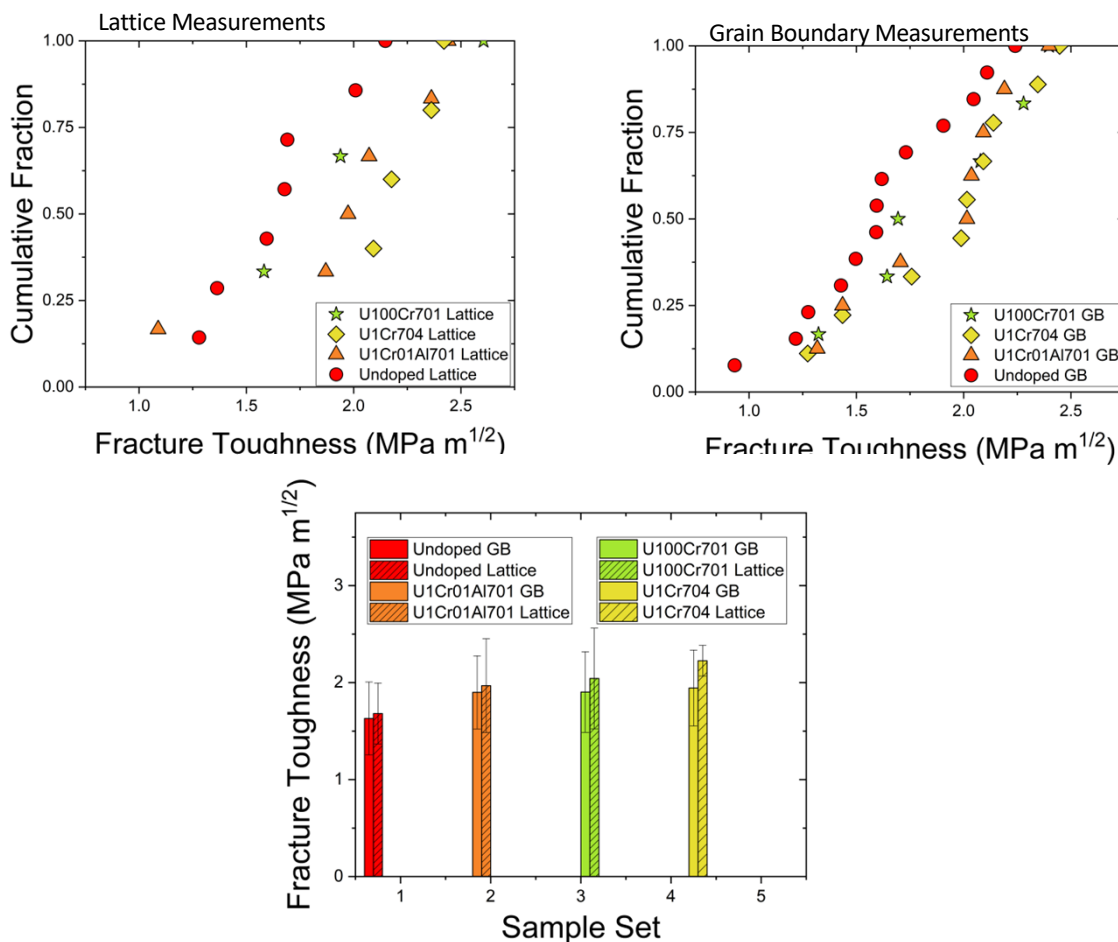 Lattice Measurements
1.00
0.75
0.50
0.25
0.00
Cumulative Fraction
U100Cr701 Lattice
U1Cr704 Lattice
U1Cr01Al701 Lattice
Undoped Lattice
1.0 1.5 2.0 2.5
Fracture Toughness (MPa m^1/2)
Grain Boundary Measurements
1.00
0.75
0.50
0.25
0.00
Cumulative Fraction
U100Cr701 GB
U1Cr704 GB
U1Cr01Al701 GB
Undoped GB
1.0 1.5 2.0 2.5
Fracture Toughness (MPa m^1/2)
Fracture Toughness (MPa m^1/2)
3
2
1
0
Undoped GB
Undoped Lattice
U1Cr01Al701 GB
U1Cr01Al701 Lattice
U100Cr701 GB
U100Cr701 Lattice
U1Cr704 GB
U1Cr704 Lattice
1 2 3 4 5
Sample Set